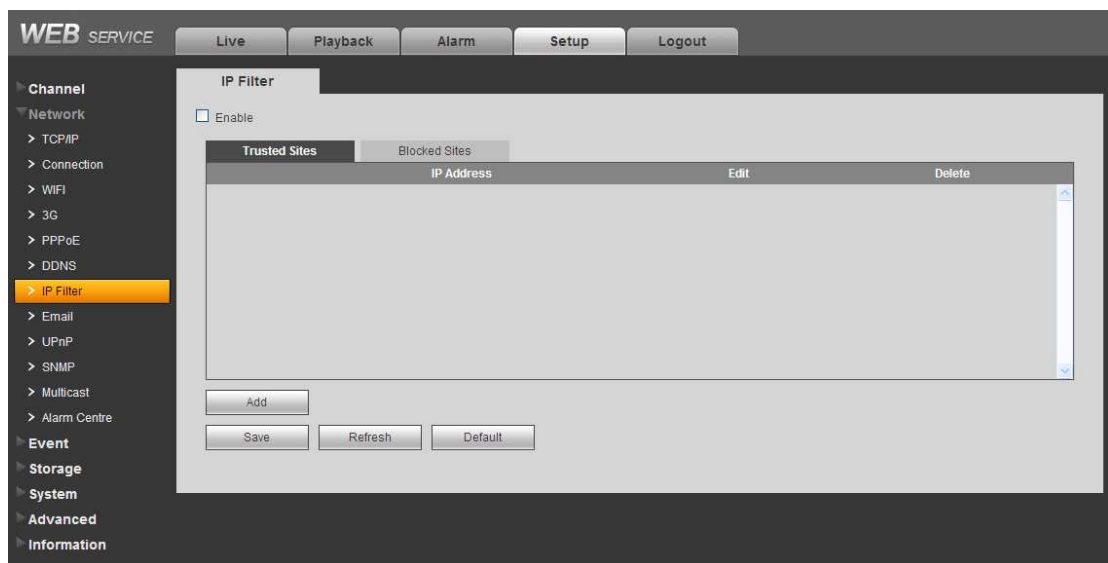 WEB SERVICE
Live Playback Alarm Setup Logout
Channel
Network
> TCP/IP
> Connection
> WIFI
> 3G
> PPPoE
> DDNS
> IP Filter
> Email
> UPnP
> SNMP
> Multicast
> Alarm Centre
Event
Storage
System
Advanced
Information
IP Filter
Enable
Trusted Sites Blocked Sites
IP Address Edit Delete
Add
Save Refresh Default